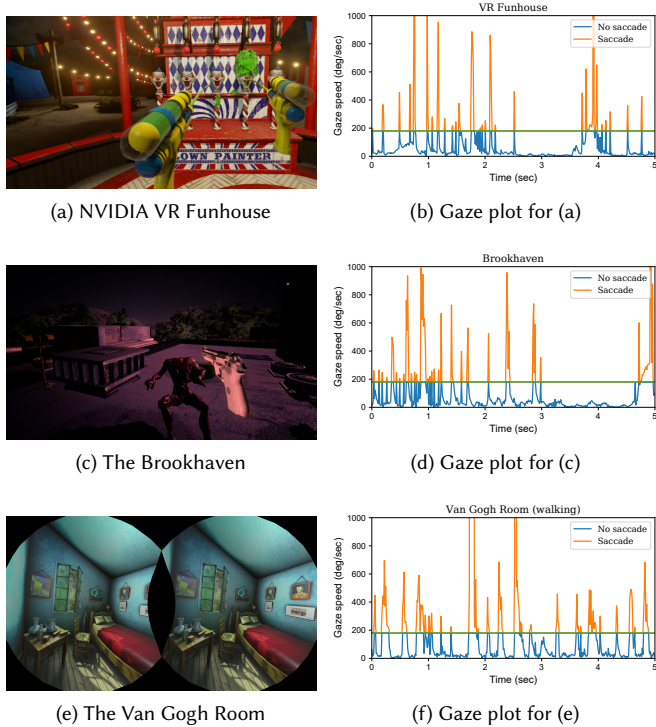 CLOWN PAINTER
(a) NVIDIA VR Funhouse
VR Funhouse
Gaze speed (deg/sec)
1000
800
600
400
200
0
No saccade
Saccade
0 1 2 3 4 5
Time (sec)
(b) Gaze plot for (a)
(c) The Brookhaven
Brookhaven
Gaze speed (deg/sec)
1000
800
600
400
200
0
No saccade
Saccade
0 1 2 3 4 5
Time (sec)
(d) Gaze plot for (c)
(e) The Van Gogh Room
Van Gogh Room (walking)
Gaze speed (deg/sec)
1000
800
600
400
200
0
No saccade
Saccade
0 1 2 3 4 5
Time (sec)
(f) Gaze plot for (e)